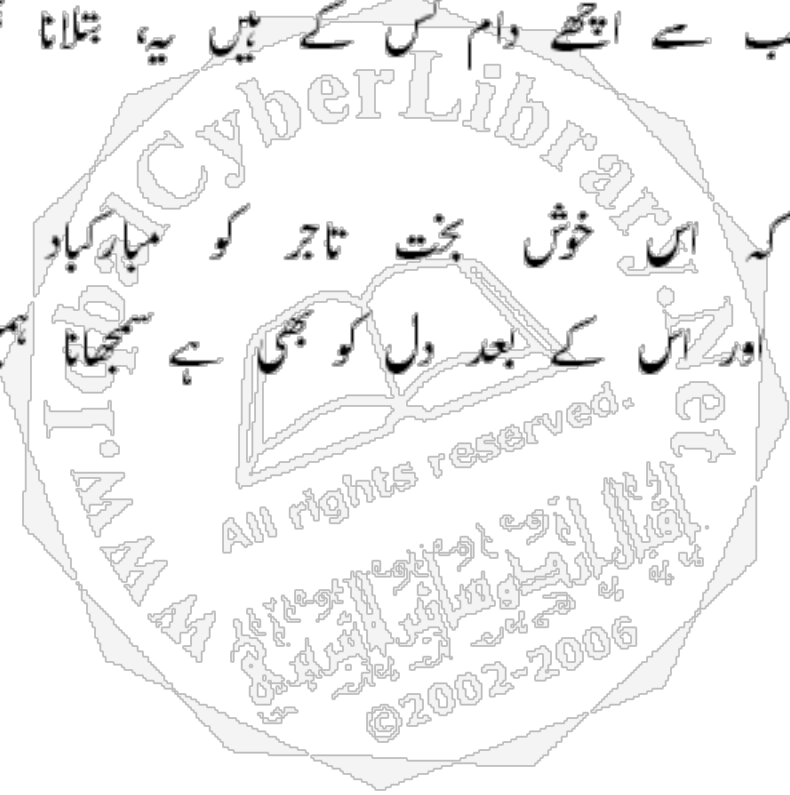 سے اچھے دام کس کے ہیں یہ، بتلانا
کہ اس خوش بخت تاجر کو مبارکباد
اور اس کے بعد دل کو بھی ہے سمجھانا
WWW.IqbalCyberLibrary.Net
All rights reserved.
©2002-2006